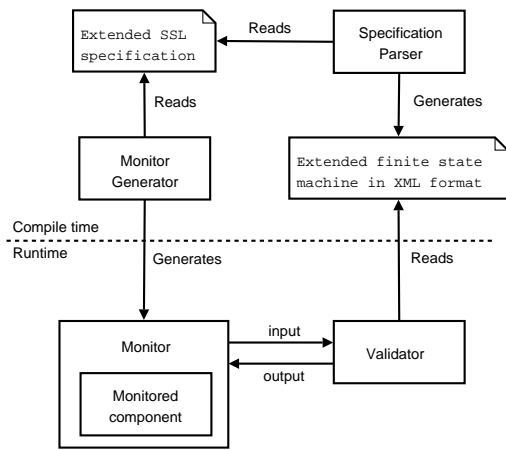 Extended SSL
specification
Reads
Specification
Parser
Reads
Generates
Monitor
Generator
Extended finite state
machine in XML format
Compile time
Runtime
Generates
Reads
Monitor
input
output
Validator
Monitored
component